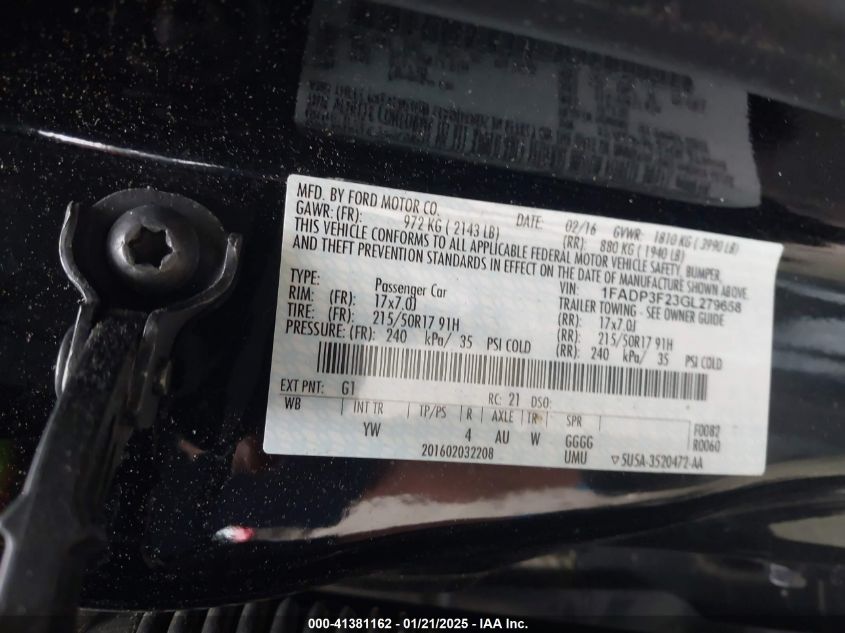 MFD. BY FORD MOTOR CO. DATE: 02/16 GVWR: 1810 KG ( 3990 LB)
GAWR: (FR): 972 KG ( 2143 LB) (RR): 880 KG ( 1940 LB)
THIS VEHICLE CONFORMS TO ALL APPLICABLE FEDERAL MOTOR VEHICLE SAFETY, BUMPER,
AND THEFT PREVENTION STANDARDS IN EFFECT ON THE DATE OF MANUFACTURE SHOWN ABOVE.
VIN: 1FADP3F23GL279658
TYPE: Passenger Car TRAILER TOWING - SEE OWNER GUIDE
RIM: (FR): 17x7.0J (RR): 17x7.0J
TIRE: (FR): 215/50R17 91H (RR): 215/50R17 91H
PRESSURE: (FR): 240 kPa/ 35 PSI COLD (RR): 240 kPa/ 35 PSI COLD
EXT PNT: G1 RC: 21 DSO:
WB INT TR TP/PS R AXLE TR SPR F0082
YW 4 AU W GGGG R0060
201602032208 UMU ▽5U5A-3520472-AA
000-41381162 - 01/21/2025 - IAA Inc.